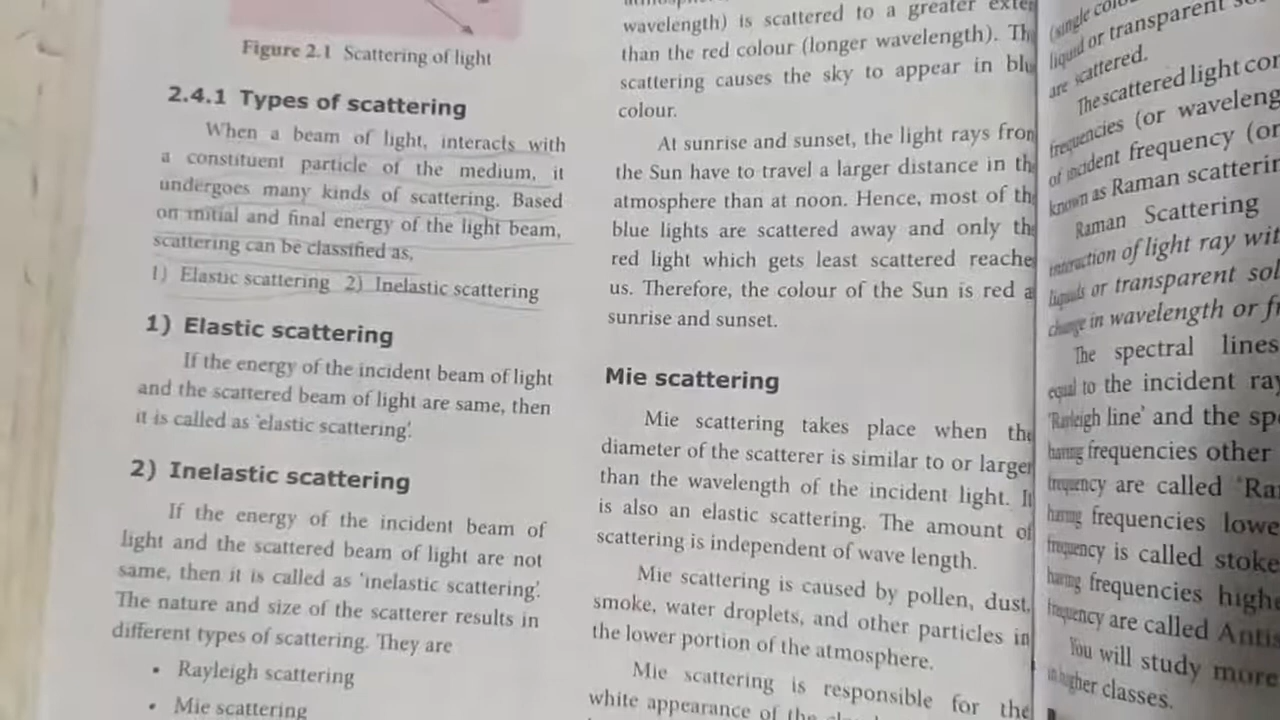 Figure 2.1 Scattering of light
2.4.1 Types of scattering
When a beam of light, interacts with
a constituent particle of the medium, it
undergoes many kinds of scattering. Based
on initial and final energy of the light beam,
scattering can be classified as,
1) Elastic scattering 2) Inelastic scattering
1) Elastic scattering
If the energy of the incident beam of light
and the scattered beam of light are same, then
it is called as 'elastic scattering'.
2) Inelastic scattering
If the energy of the incident beam of
light and the scattered beam of light are not
same, then it is called as 'inelastic scattering'.
The nature and size of the scatterer results in
different types of scattering. They are
• Rayleigh scattering
• Mie scattering
wavelength) is scattered to a greater
than the red colour (longer wavelength).
scattering causes the sky to appear in
colour.
At sunrise and sunset, the light rays
the Sun have to travel a larger distance in
atmosphere than at noon. Hence, most of
blue lights are scattered away and only
red light which gets least scattered
us. Therefore, the colour of the Sun is red
sunrise and sunset.
Mie scattering
Mie scattering takes place when the
diameter of the scatterer is similar to or larger
than the wavelength of the incident light. It
is also an elastic scattering. The amount of
scattering is independent of wave length.
Mie scattering is caused by pollen, dust,
smoke, water droplets, and other particles in
the lower portion of the atmosphere.
Mie scattering is responsible for the
white appearance of the
(single
liquid or transparent
are scattered.
The scattered light
frequencies (or
of incident frequency (or
known as Raman
Raman Scattering
interaction of light ray
liquids or transparent
change in wavelength or
The spectral lines
equal to the incident
'Rayleigh line' and the
having frequencies other
frequency are called
having frequencies
frequency is called
having frequencies
frequency are called
You will study more
in higher classes.